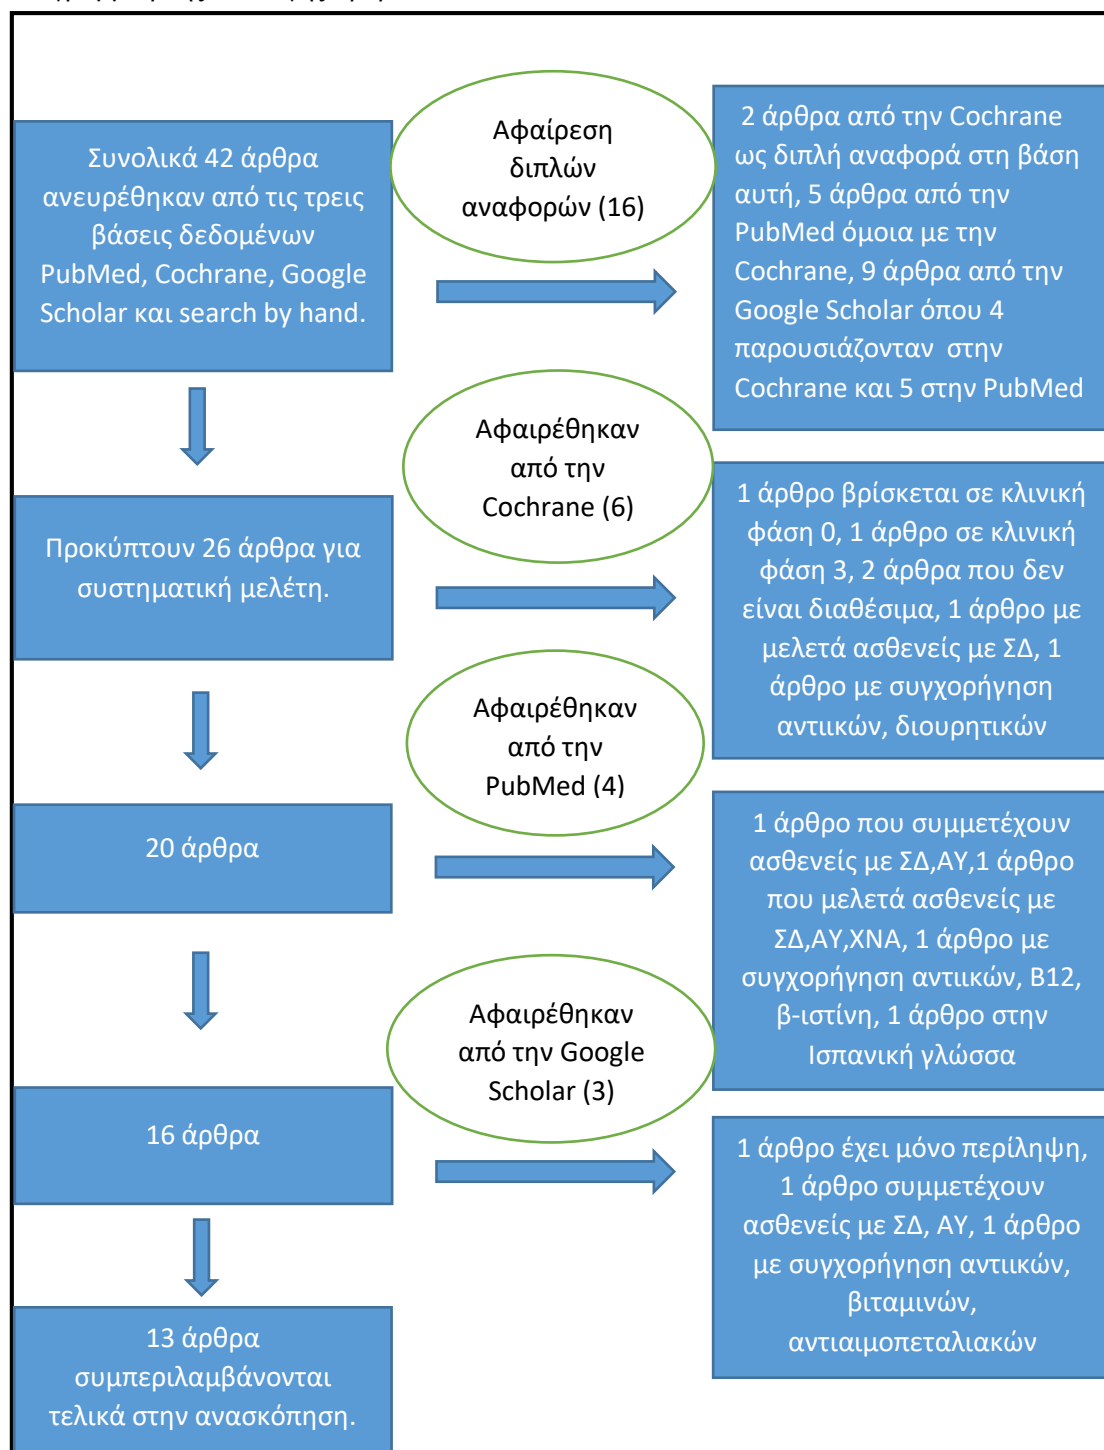 Συνολικά 42 άρθρα
ανευρέθηκαν από τις τρεις
βάσεις δεδομένων
PubMed, Cochrane, Google
Scholar και search by hand.
Αφαίρεση
διπλών
αναφορών (16)
2 άρθρα από την Cochrane
ως διπλή αναφορά στη βάση
αυτή, 5 άρθρα από την
PubMed όμοια με την
Cochrane, 9 άρθρα από την
Google Scholar όπου 4
παρουσιάζονταν στην
Cochrane και 5 στην PubMed
Προκύπτουν 26 άρθρα για
συστηματική μελέτη.
Αφαιρέθηκαν
από την
Cochrane (6)
1 άρθρο βρίσκεται σε κλινική
φάση 0, 1 άρθρο σε κλινική
φάση 3, 2 άρθρα που δεν
είναι διαθέσιμα, 1 άρθρο με
μελετά ασθενείς με ΣΔ, 1
άρθρο με συγχορήγηση
αντιικών, διουρητικών
20 άρθρα
Αφαιρέθηκαν
από την
PubMed (4)
1 άρθρο που συμμετέχουν
ασθενείς με ΣΔ,ΑΥ,1 άρθρο
που μελετά ασθενείς με
ΣΔ,ΑΥ,ΧΝΑ, 1 άρθρο με
συγχορήγηση αντιικών, Β12,
β-ιστίνη, 1 άρθρο στην
Ισπανική γλώσσα
16 άρθρα
Αφαιρέθηκαν
από την Google
Scholar (3)
1 άρθρο έχει μόνο περίληψη,
1 άρθρο συμμετέχουν
ασθενείς με ΣΔ, ΑΥ, 1 άρθρο
με συγχορήγηση αντιικών,
βιταμινών,
αντιαιμοπεταλιακών
13 άρθρα
συμπεριλαμβάνονται
τελικά στην ανασκόπηση.